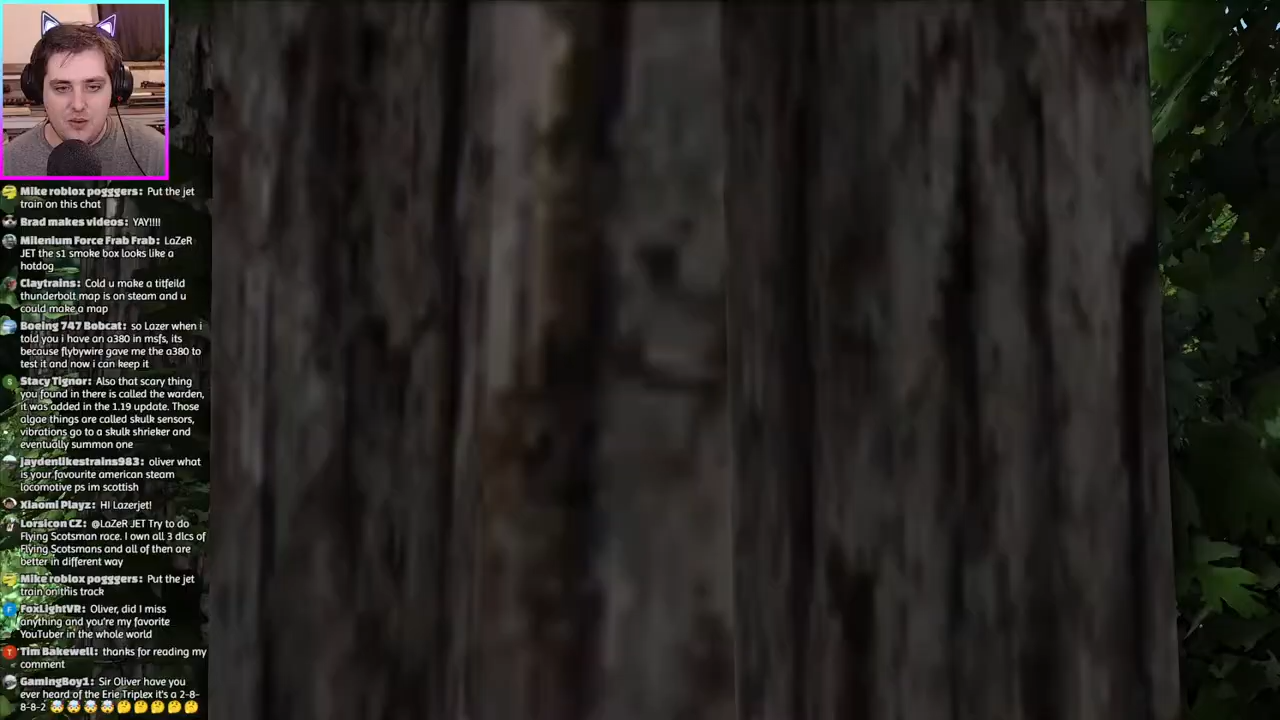 Mike roblox pogggers: Put the jet
train on this chat
Brad makes videos: YAY!!!!
Milenium Force Frab Frab: LaZeR
JET the s1 smoke box looks like a
hotdog
Claytrains: Cold u make a titfeild
thunderbolt map is on steam and u
could make a map
Boeing 747 Bobcat: so Lazer when i
told you i have an a380 in msfs, its
because flybywire gave me the a380 to
test it and now i can keep it
Stacy Tignor: Also that scary thing
you found in there is called the warden,
it was added in the 1.19 update. Those
algae things are called skulk sensors,
vibrations go to a skulk shrieker and
eventually summon one
jaydenlikestrains983: oliver what
is your favourite american steam
locomotive ps im scottish
Xiaomi Playz: HI Lazerjet!
Lorsicon CZ: @LaZeR JET Try to do
Flying Scotsman race. I own all 3 dlcs of
Flying Scotsmans and all of then are
better in different way
Mike roblox pogggers: Put the jet
train on this track
FoxLightVR: Oliver, did I miss
anything and you're my favorite
YouTuber in the whole world
Tim Bakewell: thanks for reading my
comment
GamingBoy1: Sir Oliver have you
ever heard of the Erie Triplex it's a 2-8-
8-8-2 🤯🤯🤯🤯🤔🤔🤔🤔🤔